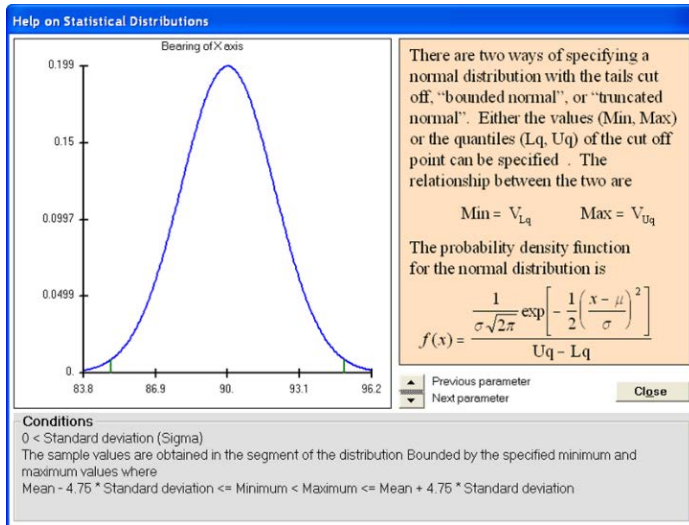 Help on Statistical Distributions
Bearing of X axis
0.199
0.15
0.0997
0.0499
0.
83.8 86.9 90. 93.1 96.2
There are two ways of specifying a
normal distribution with the tails cut
off, “bounded normal”, or “truncated
normal”. Either the values (Min, Max)
or the quantiles (Lq, Uq) of the cut off
point can be specified . The
relationship between the two are
Min = V_Lq Max = V_Uq
The probability density function
for the normal distribution is
f(x) = \frac{\frac{1}{σ\sqrt{2π}} exp[-\frac{1}{2}(\frac{x-μ}{σ})^2]}{Uq - Lq}
Previous parameter
Next parameter
Close
Conditions
0 < Standard deviation (Sigma)
The sample values are obtained in the segment of the distribution Bounded by the specified minimum and
maximum values where
Mean - 4.75 * Standard deviation <= Minimum < Maximum <= Mean + 4.75 * Standard deviation